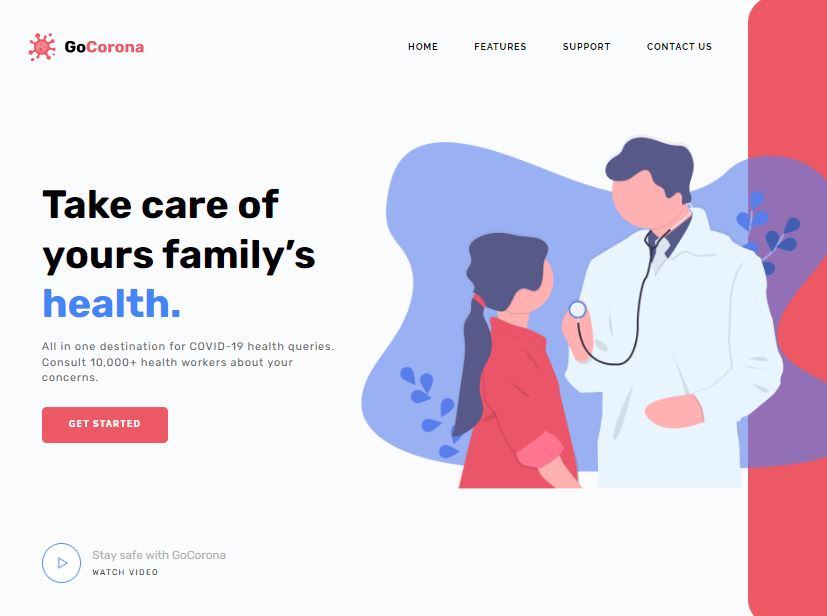 GoCorona
HOME FEATURES SUPPORT CONTACT US
Take care of
yours family’s
health.
All in one destination for COVID-19 health queries.
Consult 10,000+ health workers about your
concerns.
GET STARTED
Stay safe with GoCorona
WATCH VIDEO